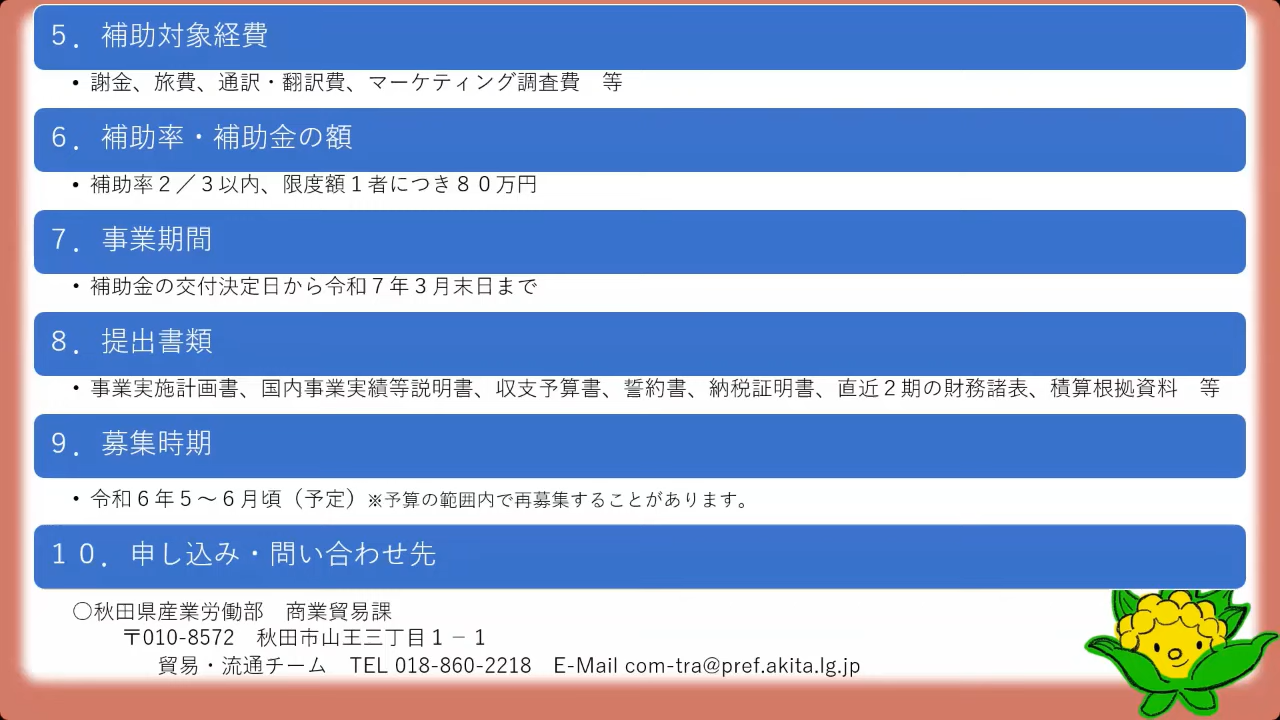 ５．補助対象経費
• 謝金、旅費、通訳・翻訳費、マーケティング調査費　等
６．補助率・補助金の額
• 補助率２／３以内、限度額１者につき８０万円
７．事業期間
• 補助金の交付決定日から令和７年３月末日まで
８．提出書類
• 事業実施計画書、国内事業実績等説明書、収支予算書、誓約書、納税証明書、直近２期の財務諸表、積算根拠資料　等
９．募集時期
• 令和６年５～６月頃（予定）※予算の範囲内で再募集することがあります。
１０．申し込み・問い合わせ先
〇秋田県産業労働部　商業貿易課
〒010-8572　秋田市山王三丁目１－１
貿易・流通チーム　TEL 018-860-2218　E-Mail com-tra@pref.akita.lg.jp